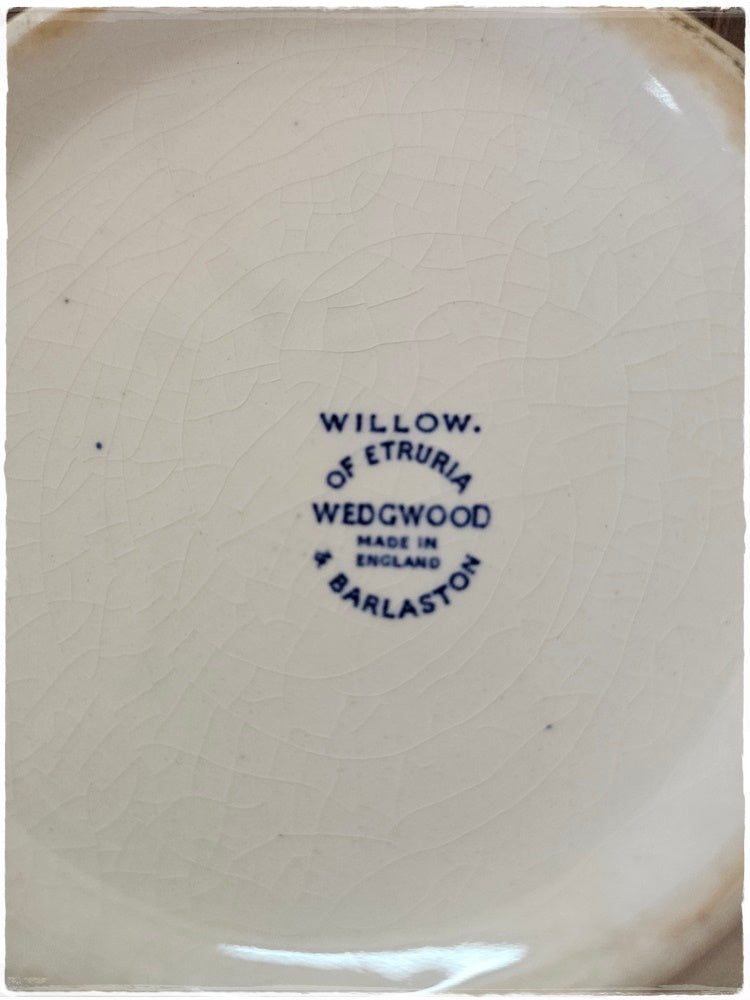 WILLOW.
OF ETRURIA
WEDGWOOD
MADE IN
ENGLAND
& BARLASTON